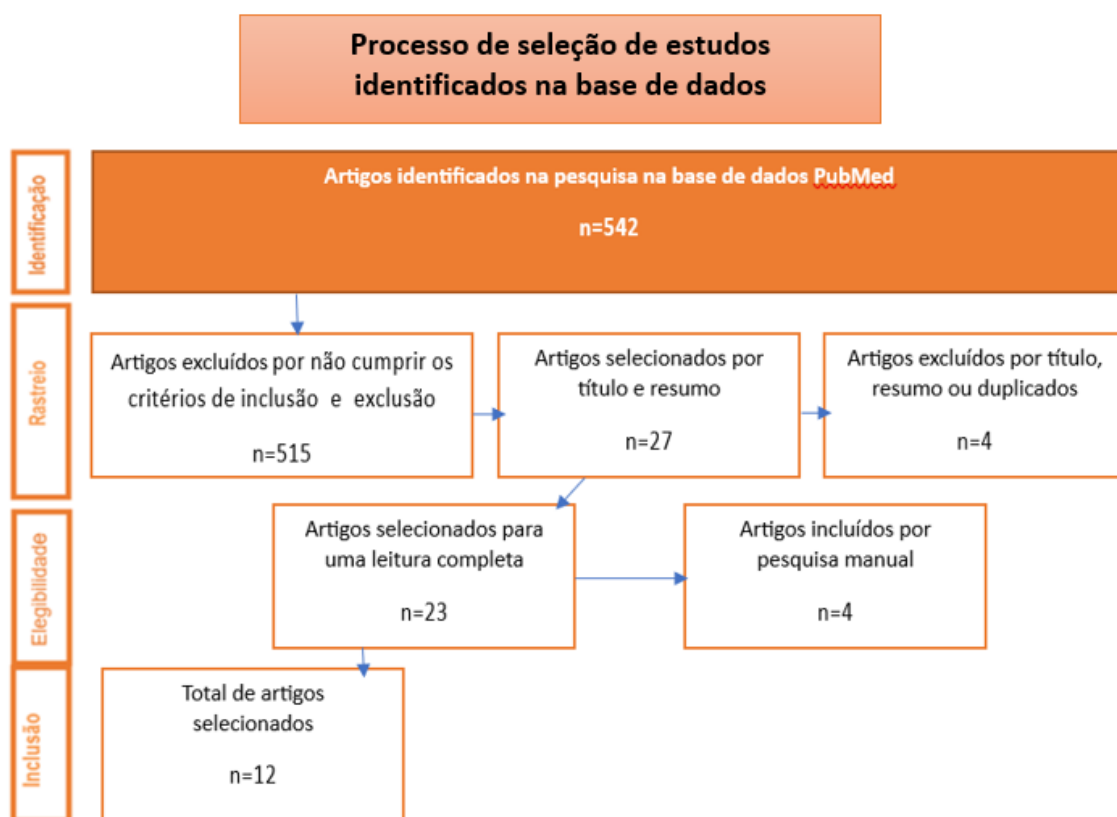 Processo de seleção de estudos
identificados na base de dados
Identificação
Artigos identificados na pesquisa na base de dados PubMed
n=542
Rastreio
Artigos excluídos por não cumprir os
critérios de inclusão e exclusão
n=515
Artigos selecionados por
título e resumo
n=27
Artigos excluídos por título,
resumo ou duplicados
n=4
Elegibilidade
Artigos selecionados para
uma leitura completa
n=23
Artigos incluídos por
pesquisa manual
n=4
Inclusão
Total de artigos
selecionados
n=12